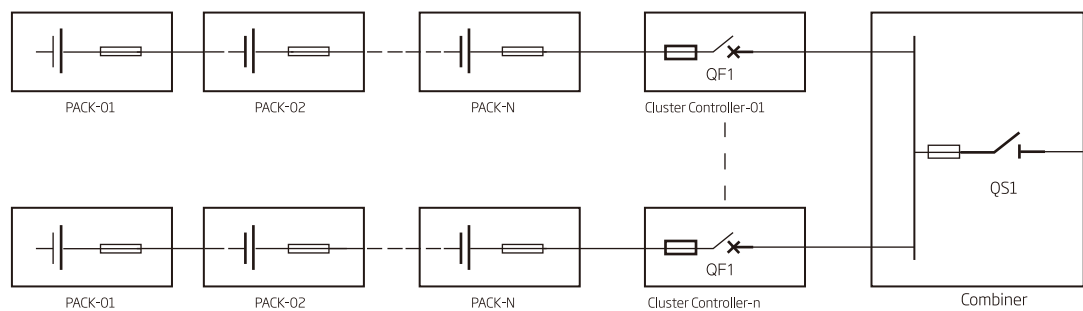 QF1
PACK-01
PACK-02
PACK-N
Cluster Controller-01
QS1
QF1
PACK-01
PACK-02
PACK-N
Cluster Controller-n
Combiner